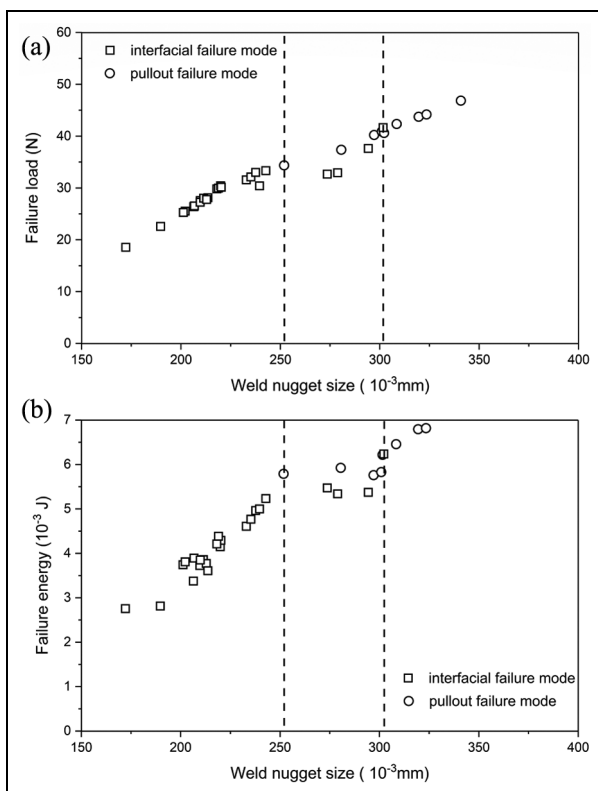 (a)
60
50
40
30
20
10
0
Failure load (N)
interfacial failure mode
pullout failure mode
150 200 250 300 350 400
Weld nugget size ( 10⁻³mm)
(b)
7
6
5
4
3
2
1
0
Failure energy (10⁻³ J)
interfacial failure mode
pullout failure mode
150 200 250 300 350 400
Weld nugget size ( 10⁻³mm)